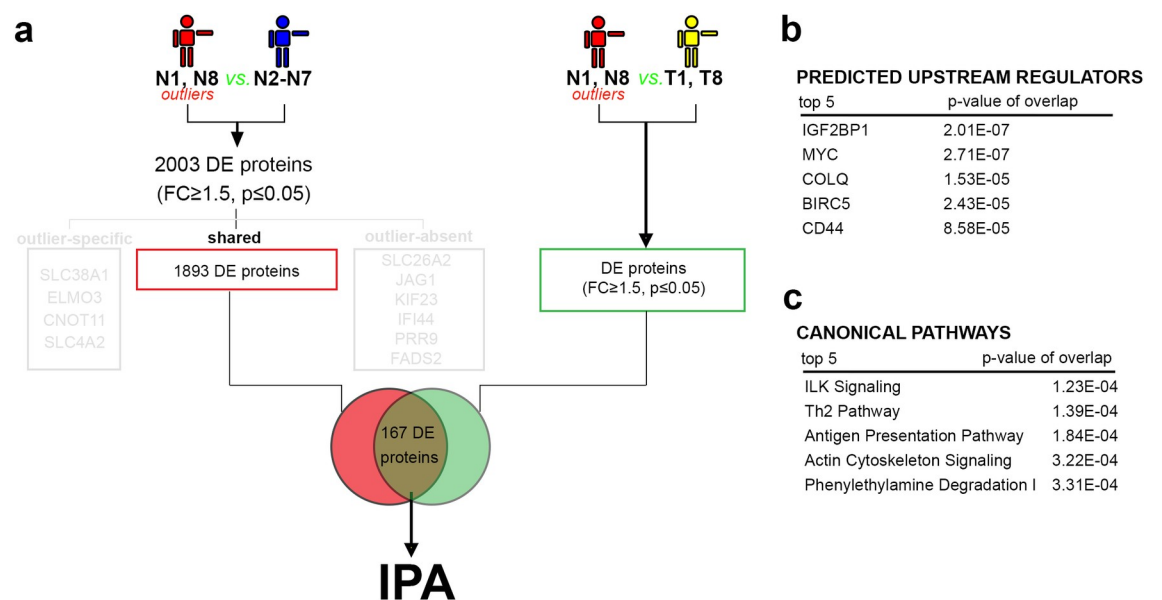 a
N1, N8 vs. N2-N7
outliers
N1, N8 vs. T1, T8
outliers
2003 DE proteins
(FC≥1.5, p≤0.05)
outlier-specific
SLC38A1
ELMO3
CNOT11
SLC4A2
shared
1893 DE proteins
outlier-absent
SLC26A2
JAG1
KIF23
IFI44
PRR9
FADS2
DE proteins
(FC≥1.5, p≤0.05)
167 DE
proteins
IPA
b
PREDICTED UPSTREAM REGULATORS
top 5 p-value of overlap
IGF2BP1 2.01E-07
MYC 2.71E-07
COLQ 1.53E-05
BIRC5 2.43E-05
CD44 8.58E-05
c
CANONICAL PATHWAYS
top 5 p-value of overlap
ILK Signaling 1.23E-04
Th2 Pathway 1.39E-04
Antigen Presentation Pathway 1.84E-04
Actin Cytoskeleton Signaling 3.22E-04
Phenylethylamine Degradation I 3.31E-04